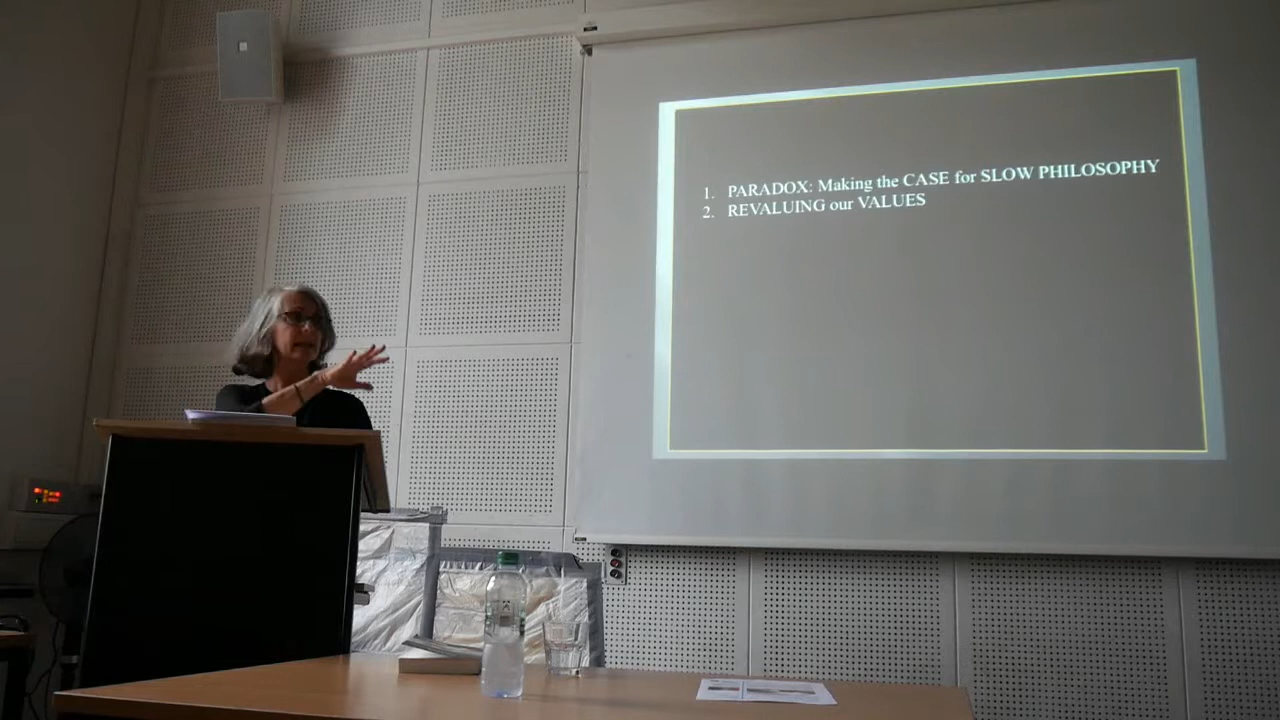 1. PARADOX: Making the CASE for SLOW PHILOSOPHY
2. REVALUING our VALUES